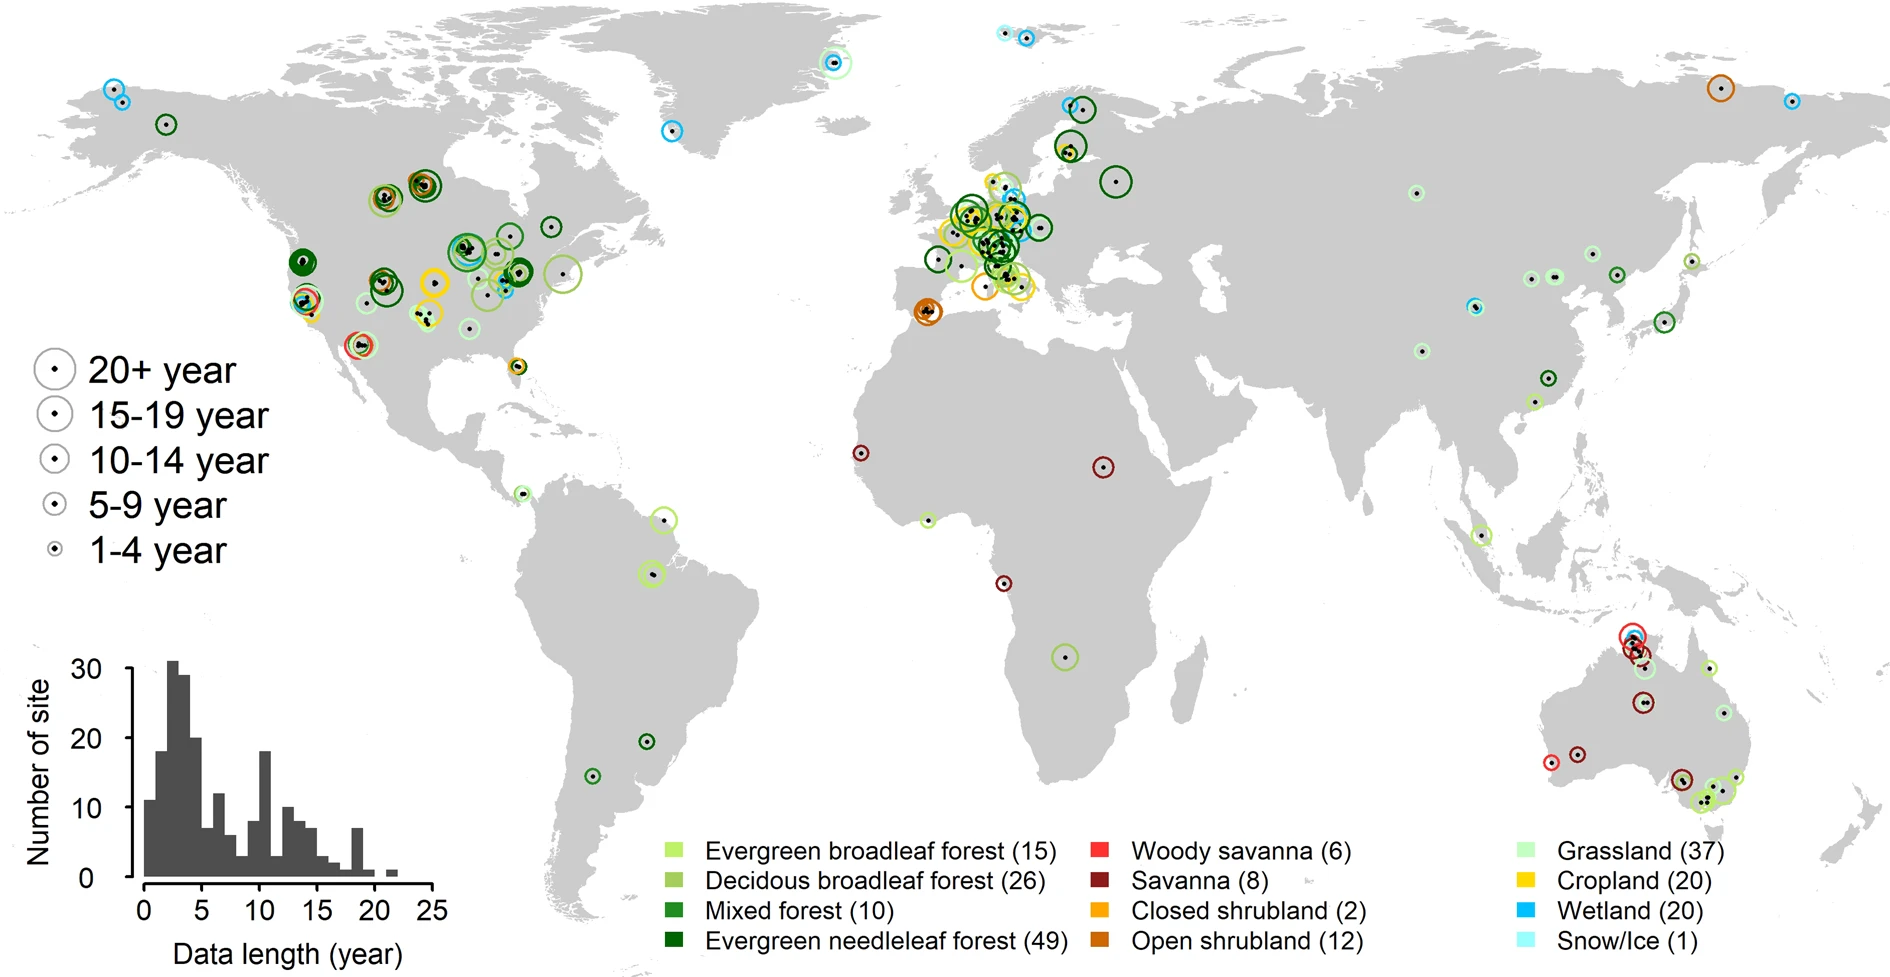 20+ year
15-19 year
10-14 year
5-9 year
1-4 year
Number of site
30
20
10
0
0 5 10 15 20 25
Data length (year)
Evergreen broadleaf forest (15)
Decidous broadleaf forest (26)
Mixed forest (10)
Evergreen needleleaf forest (49)
Woody savanna (6)
Savanna (8)
Closed shrubland (2)
Open shrubland (12)
Grassland (37)
Cropland (20)
Wetland (20)
Snow/Ice (1)